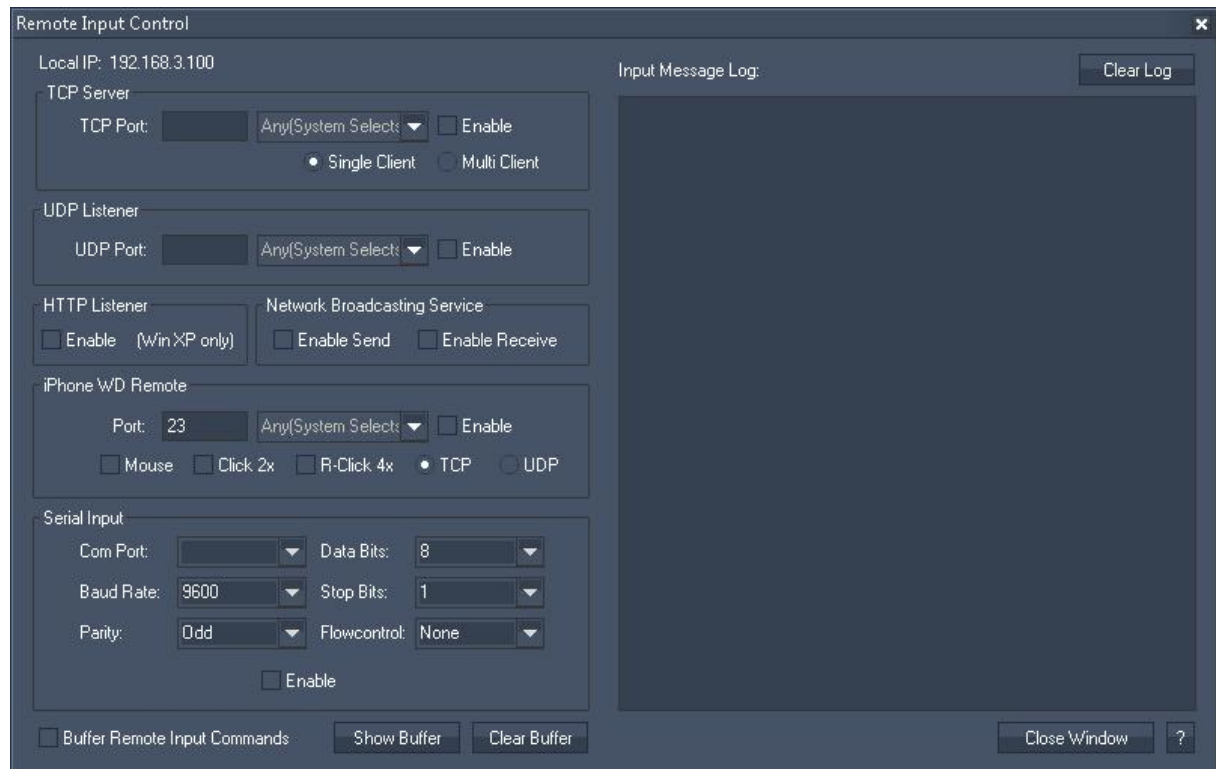 Remote Input Control
Local IP: 192.168.3.100
TCP Server
TCP Port: Any(System Selects Enable
Single Client Multi Client
UDP Listener
UDP Port: Any(System Selects Enable
HTTP Listener
Enable (Win XP only)
Network Broadcasting Service
Enable Send Enable Receive
iPhone WD Remote
Port: 23 Any(System Selects Enable
Mouse Click 2x R-Click 4x TCP UDP
Serial Input
Com Port: Data Bits: 8
Baud Rate: 9600 Stop Bits: 1
Parity: Odd Flowcontrol: None
Enable
Buffer Remote Input Commands Show Buffer Clear Buffer
Input Message Log: Clear Log
Close Window ?